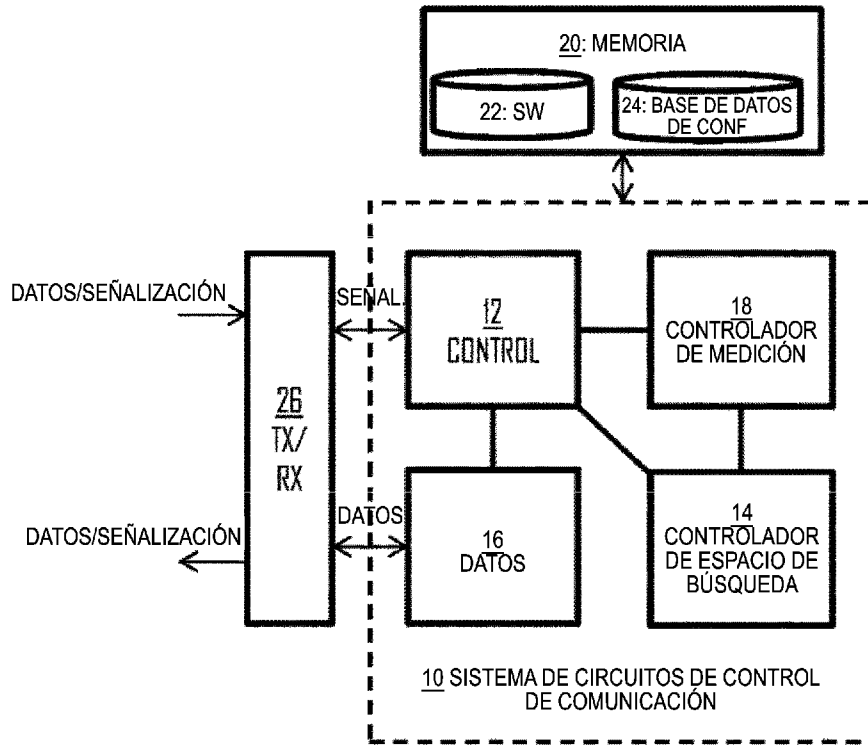 20: MEMORIA
22: SW
24: BASE DE DATOS
DE CONF
DATOS/SEÑALIZACIÓN
SENAL.
12
CONTROL
18
CONTROLADOR
DE MEDICIÓN
26
TX/
RX
DATOS/SEÑALIZACIÓN
DATOS
16
DATOS
14
CONTROLADOR
DE ESPACIO DE
BÚSQUEDA
10 SISTEMA DE CIRCUITOS DE CONTROL
DE COMUNICACIÓN